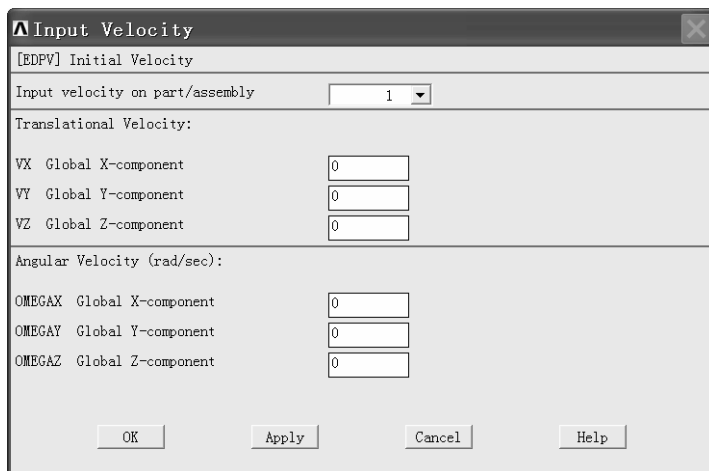 Input Velocity
[EDPV] Initial Velocity
Input velocity on part/assembly 1
Translational Velocity:
VX Global X-component 0
VY Global Y-component 0
VZ Global Z-component 0
Angular Velocity (rad/sec):
OMEGAX Global X-component 0
OMEGAY Global Y-component 0
OMEGAZ Global Z-component 0
OK Apply Cancel Help